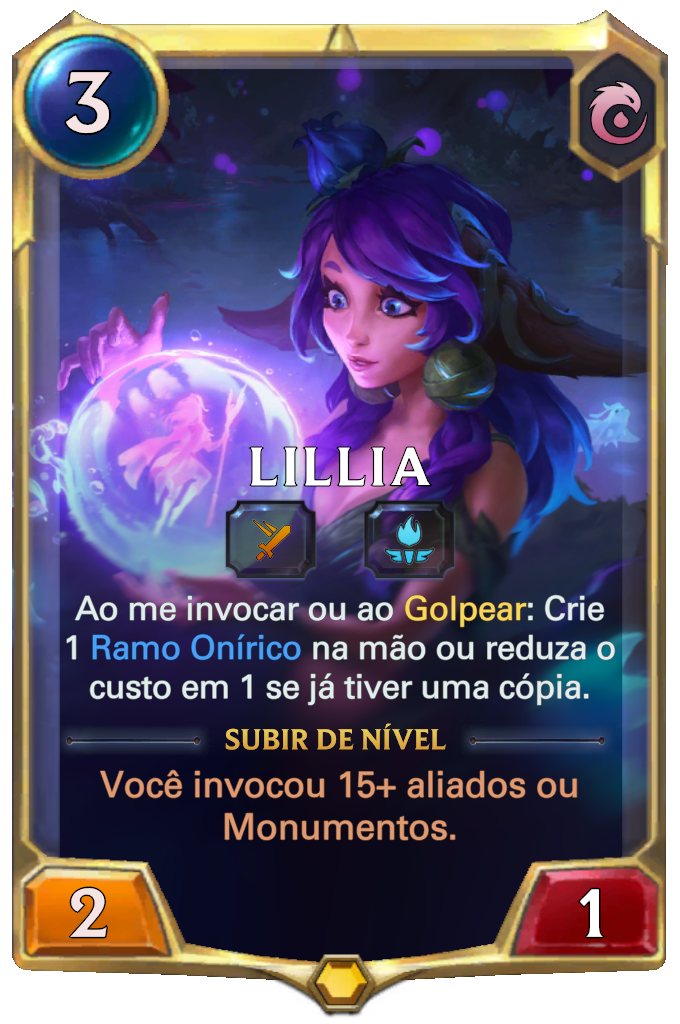 3
LILLIA
Ao me invocar ou ao Golpear: Crie
1 Ramo Onírico na mão ou reduza o
custo em 1 se já tiver uma cópia.
SUBIR DE NÍVEL
Você invocou 15+ aliados ou
Monumentos.
2
1